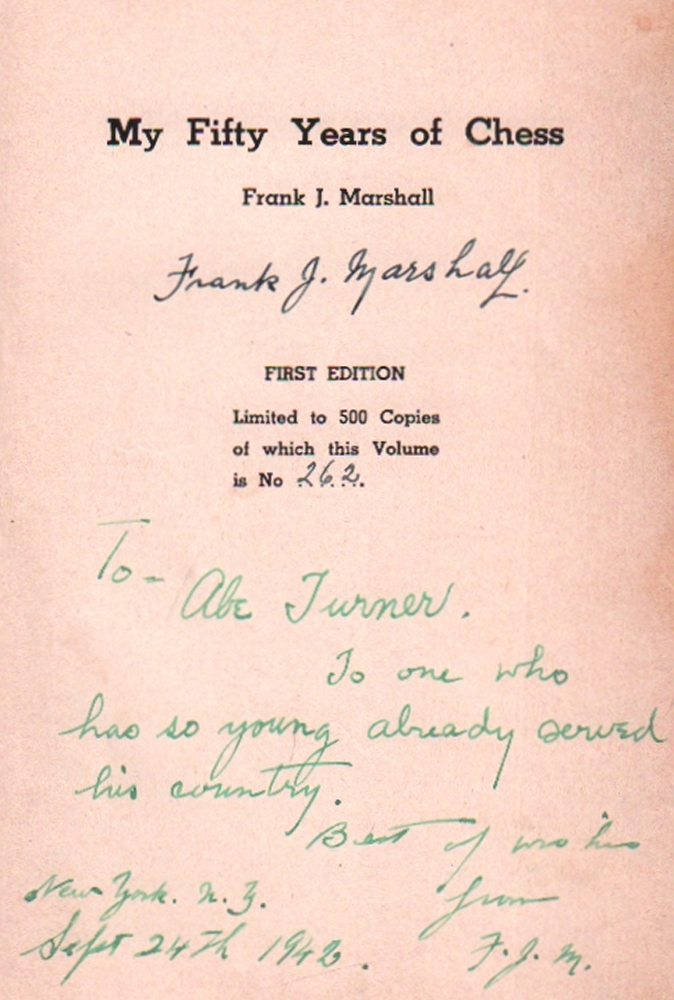 My Fifty Years of Chess
Frank J. Marshall
Frank J. Marshall.
FIRST EDITION
Limited to 500 Copies
of which this Volume
is No 262.
To - Abe Turner.
To one who
has so young already served
his country.
Best of wishes
from
F. J. M.
New York. N. Y.
Sept 24th 1942.